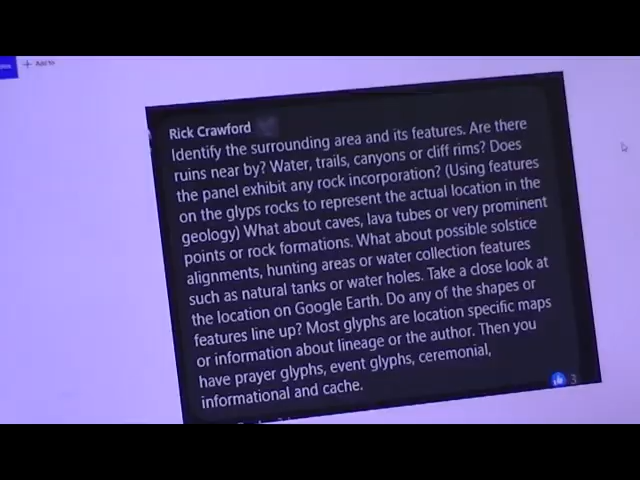 Add to
Rick Crawford
Identify the surrounding area and its features. Are there
ruins near by? Water, trails, canyons or cliff rims? Does
the panel exhibit any rock incorporation? (Using features
on the glyps rocks to represent the actual location in the
geology) What about caves, lava tubes or very prominent
points or rock formations. What about possible solstice
alignments, hunting areas or water collection features
such as natural tanks or water holes. Take a close look at
the location on Google Earth. Do any of the shapes or
features line up? Most glyphs are location specific maps
or information about lineage or the author. Then you
have prayer glyphs, event glyphs, ceremonial,
informational and cache.
3